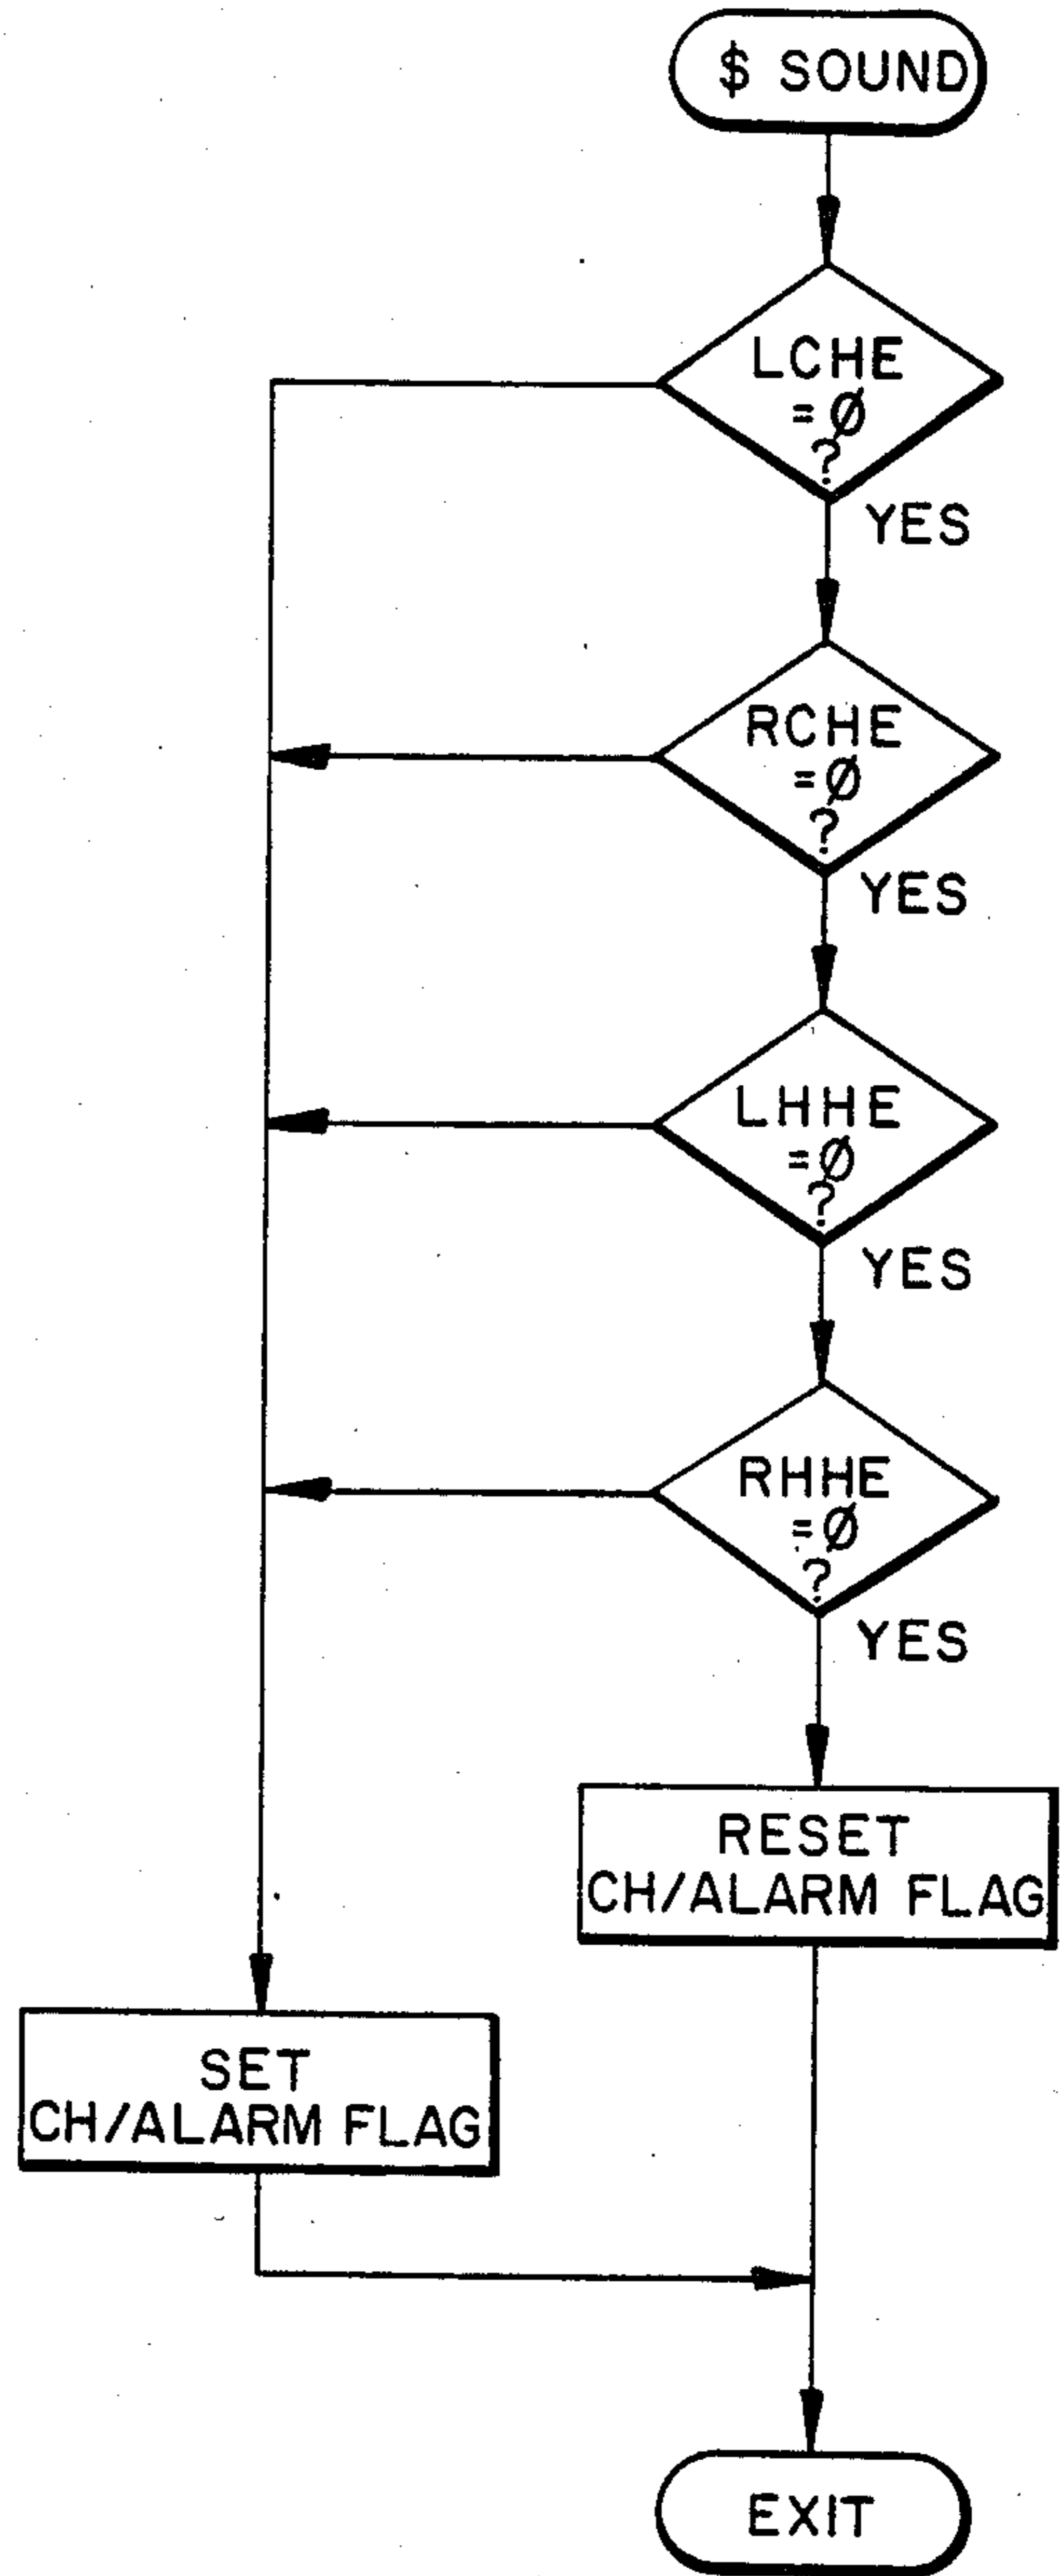 $ SOUND
LCHE
=Ø
?
YES
RCHE
=Ø
?
YES
LHHE
=Ø
?
YES
RHHE
=Ø
?
YES
RESET
CH/ALARM FLAG
SET
CH/ALARM FLAG
EXIT